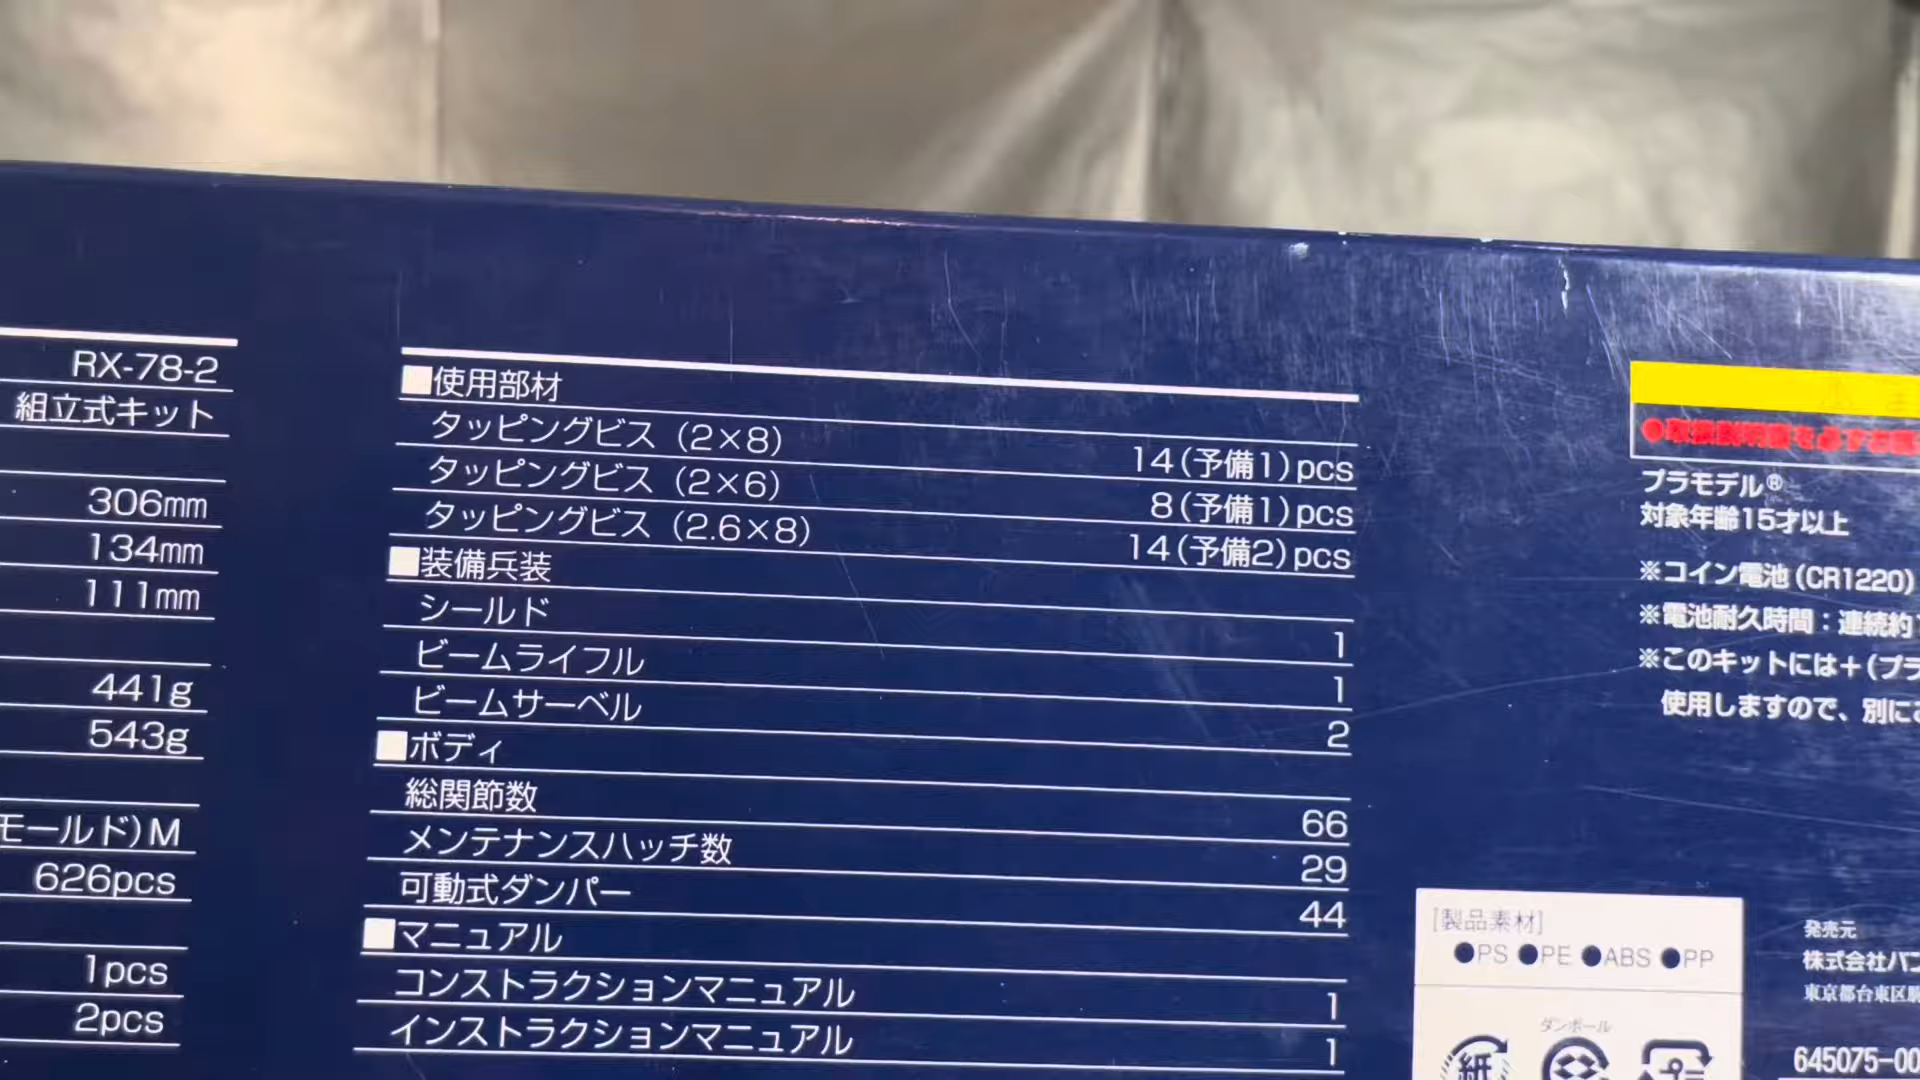 RX-78-2
組立式キット
306mm
134mm
111mm
441g
543g
モールド)M
626pcs
1pcs
2pcs
■使用部材
タッピングビス (2×8) 14(予備1)pcs
タッピングビス (2×6) 8(予備1)pcs
タッピングビス (2.6×8) 14(予備2)pcs
■装備兵装
シールド 1
ビームライフル 1
ビームサーベル 2
■ボディ
総関節数 66
メンテナンスハッチ数 29
可動式ダンパー 44
■マニュアル
コンストラクションマニュアル 1
インストラクションマニュアル 1
プラモデル®
対象年齢15才以上
※コイン電池(CR1220)
※電池耐久時間:連続約
※このキットには+(プラ
使用しますので、別にご
[製品素材]
●PS ●PE ●ABS ●PP
ダンボール
紙
プ
発売元
株式会社バン
東京都台東区駒
645075-00